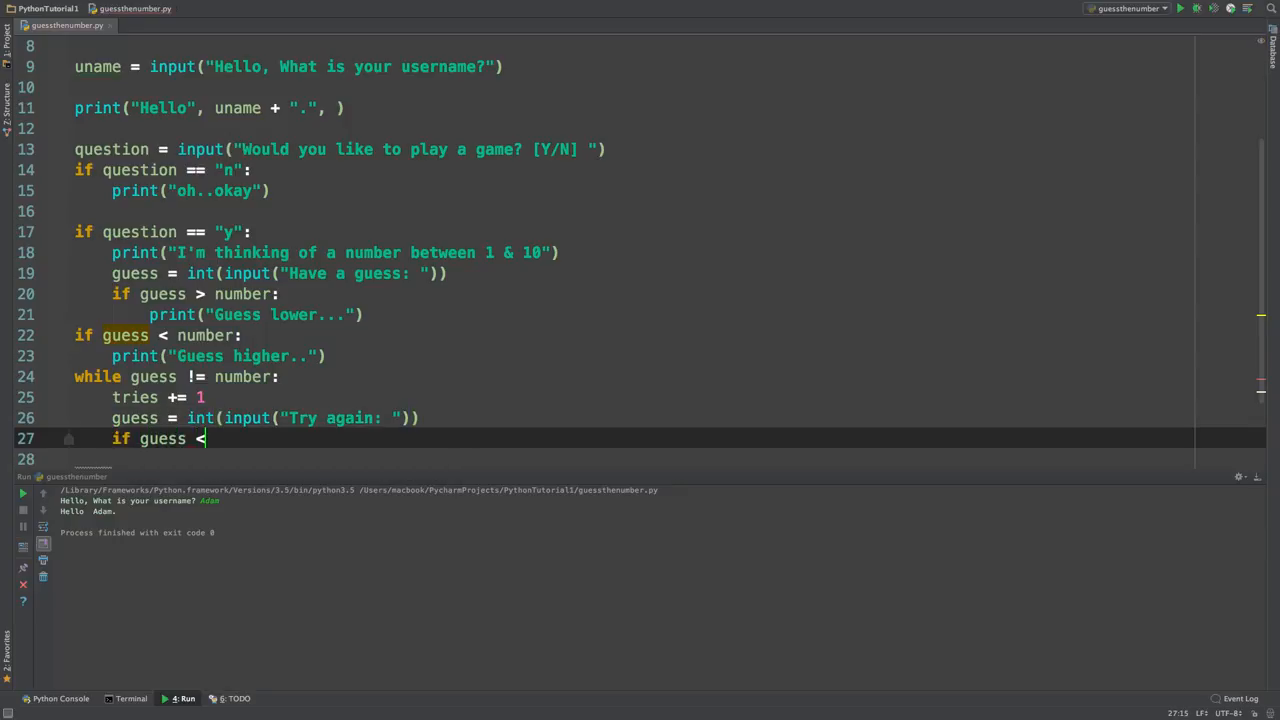 PythonTutorial1 guessthenumber.py guessthenumber
guessthenumber.py
1: Project
Z: Structure
2: Favorites
Database
8
9 uname = input("Hello, What is your username?")
10
11 print("Hello", uname + ".", )
12
13 question = input("Would you like to play a game? [Y/N] ")
14 if question == "n":
15 print("oh..okay")
16
17 if question == "y":
18 print("I'm thinking of a number between 1 & 10")
19 guess = int(input("Have a guess: "))
20 if guess > number:
21 print("Guess lower...")
22 if guess < number:
23 print("Guess higher..")
24 while guess != number:
25 tries += 1
26 guess = int(input("Try again: "))
27 if guess <
28
Run guessthenumber
/Library/Frameworks/Python.framework/Versions/3.5/bin/python3.5 /Users/macbook/PycharmProjects/PythonTutorial1/guessthenumber.py
Hello, What is your username? Adam
Hello  Adam.
Process finished with exit code 0
Python Console Terminal 4: Run 6: TODO Event Log
27:15 LF÷ UTF-8÷